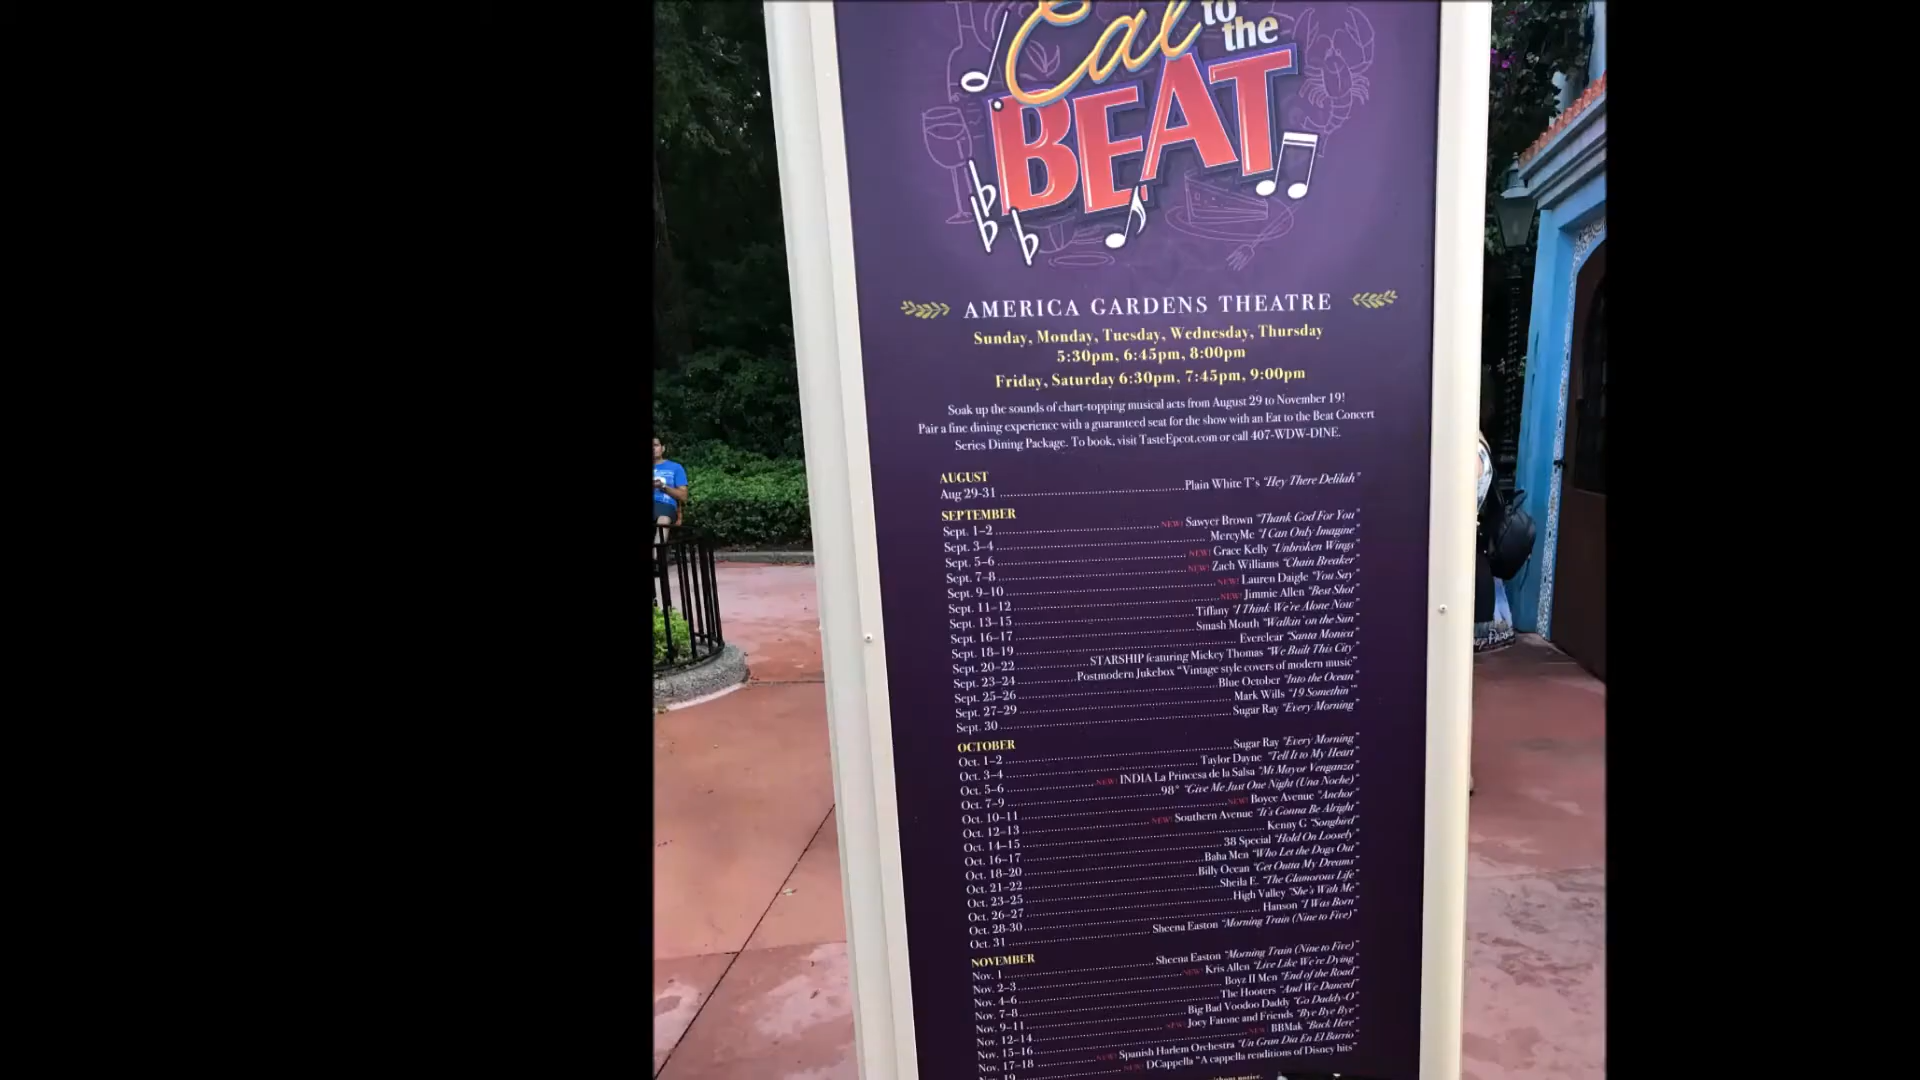 Eat to
the
BEAT
AMERICA GARDENS THEATRE
Sunday, Monday, Tuesday, Wednesday, Thursday
5:30pm, 6:45pm, 8:00pm
Friday, Saturday 6:30pm, 7:45pm, 9:00pm
Soak up the sounds of chart-topping musical acts from August 29 to November 19!
Pair a fine dining experience with a guaranteed seat for the show with an Eat to the Beat Concert
Series Dining Package. To book, visit TasteEpcot.com or call 407-WDW-DINE.
AUGUST
Aug 29-31 Plain White T's "Hey There Delilah"
SEPTEMBER
Sept. 1–2 NEW! Sawyer Brown "Thank God For You"
Sept. 3–4 MercyMe "I Can Only Imagine"
Sept. 5–6 NEW! Grace Kelly "Unbroken Wings"
Sept. 7–8 NEW! Zach Williams "Chain Breaker"
Sept. 9–10 NEW! Lauren Daigle "You Say"
Sept. 11–12 NEW! Jimmie Allen "Best Shot"
Sept. 13–15 Tiffany "I Think We're Alone Now"
Sept. 16–17 Smash Mouth "Walkin' on the Sun"
Sept. 18–19 Everclear "Santa Monica"
Sept. 20–22 STARSHIP featuring Mickey Thomas "We Built This City"
Sept. 23–24 Postmodern Jukebox "Vintage style covers of modern music"
Sept. 25–26 Blue October "Into the Ocean"
Sept. 27–29 Mark Wills "19 Somethin'"
Sept. 30 Sugar Ray "Every Morning"
OCTOBER
Oct. 1–2 Sugar Ray "Every Morning"
Oct. 3–4 Taylor Dayne "Tell It to My Heart"
Oct. 5–6 NEW! INDIA La Princesa de la Salsa "Mi Mayor Venganza"
Oct. 7–9 98° "Give Me Just One Night (Una Noche)"
Oct. 10–11 NEW! Boyce Avenue "Anchor"
Oct. 12–13 NEW! Southern Avenue "It's Gonna Be Alright"
Oct. 14–15 Kenny G "Songbird"
Oct. 16–17 38 Special "Hold On Loosely"
Oct. 18–20 Baha Men "Who Let the Dogs Out"
Oct. 21–22 Billy Ocean "Get Outta My Dreams"
Oct. 23–25 Sheila E. "The Glamorous Life"
Oct. 26–27 High Valley "She's With Me"
Oct. 28-30 Hanson "I Was Born"
Oct. 31 Sheena Easton "Morning Train (Nine to Five)"
NOVEMBER
Nov. 1 Sheena Easton "Morning Train (Nine to Five)"
Nov. 2–3 NEW! Kris Allen "Live Like We're Dying"
Nov. 4–6 Boyz II Men "End of the Road"
Nov. 7–8 The Hooters "And We Danced"
Nov. 9–11 Big Bad Voodoo Daddy "Go Daddy-O"
Nov. 12–14 NEW! Joey Fatone and Friends "Bye Bye Bye"
Nov. 15–16 NEW! BBMak "Back Here"
Nov. 17–18 NEW! Spanish Harlem Orchestra "Un Gran Dia En El Barrio"
Nov. 19 NEW! DCappella "A cappella renditions of Disney hits"
without notice.